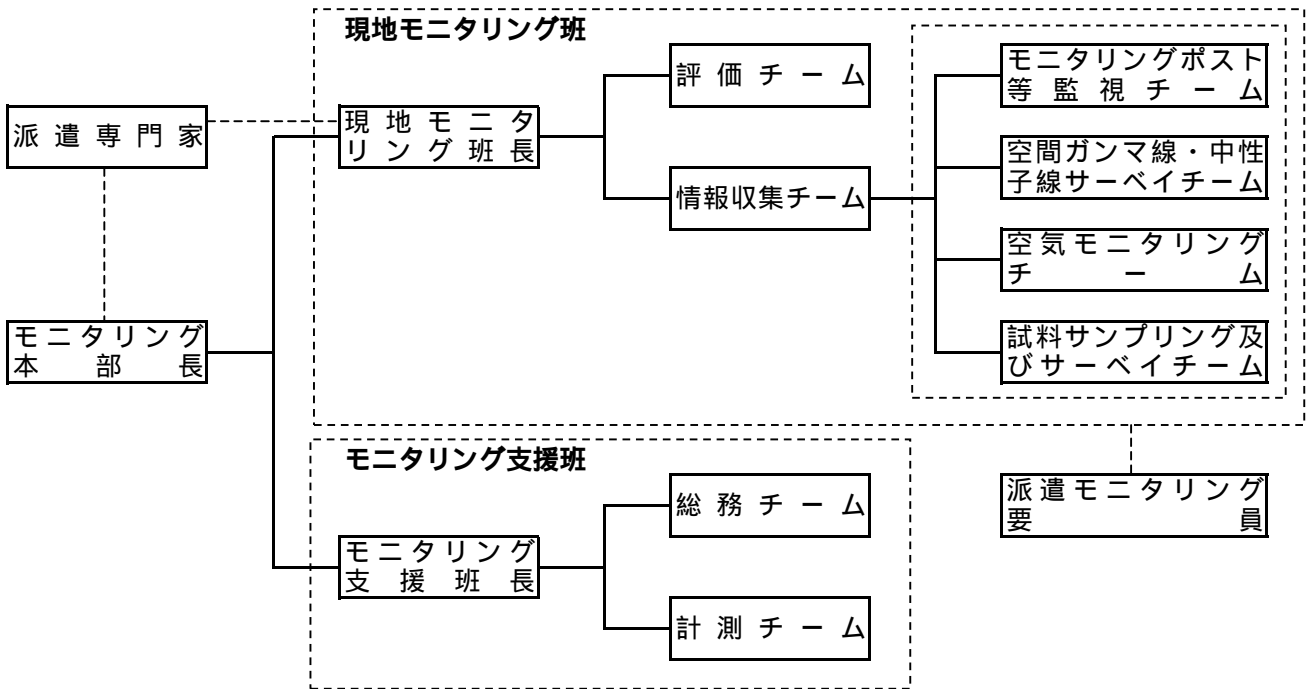 現地モニタリング班
評価チーム
モニタリングポスト
等監視チーム
派遣専門家
現地モニタ
リング班長
空間ガンマ線・中性
子線サーベイチーム
情報収集チーム
空気モニタリング
チーム
モニタリング
本部長
試料サンプリング及
びサーベイチーム
モニタリング支援班
総務チーム
派遣モニタリング
要員
モニタリング
支援班長
計測チーム